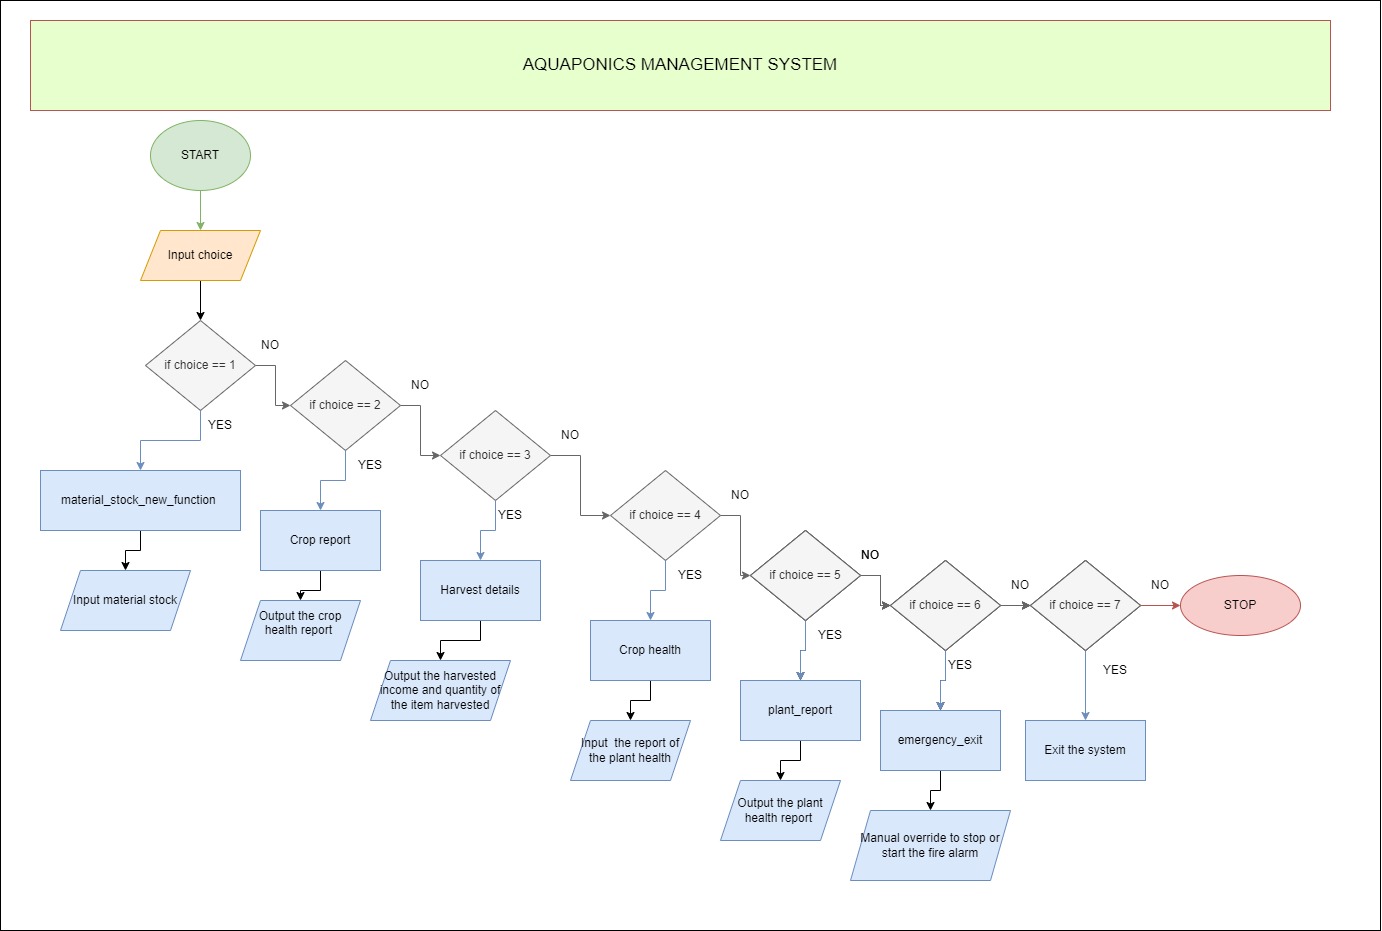 AQUAPONICS MANAGEMENT SYSTEM
START
Input choice
if choice == 1
NO
YES
material_stock_new_function
Input material stock
if choice == 2
NO
YES
Crop report
Output the crop
health report
if choice == 3
NO
YES
Harvest details
Output the harvested
income and quantity of
the item harvested
if choice == 4
NO
YES
Crop health
Input the report of
the plant health
if choice == 5
NO
YES
plant_report
Output the plant
health report
if choice == 6
NO
YES
emergency_exit
Manual override to stop or
start the fire alarm
if choice == 7
NO
YES
Exit the system
STOP